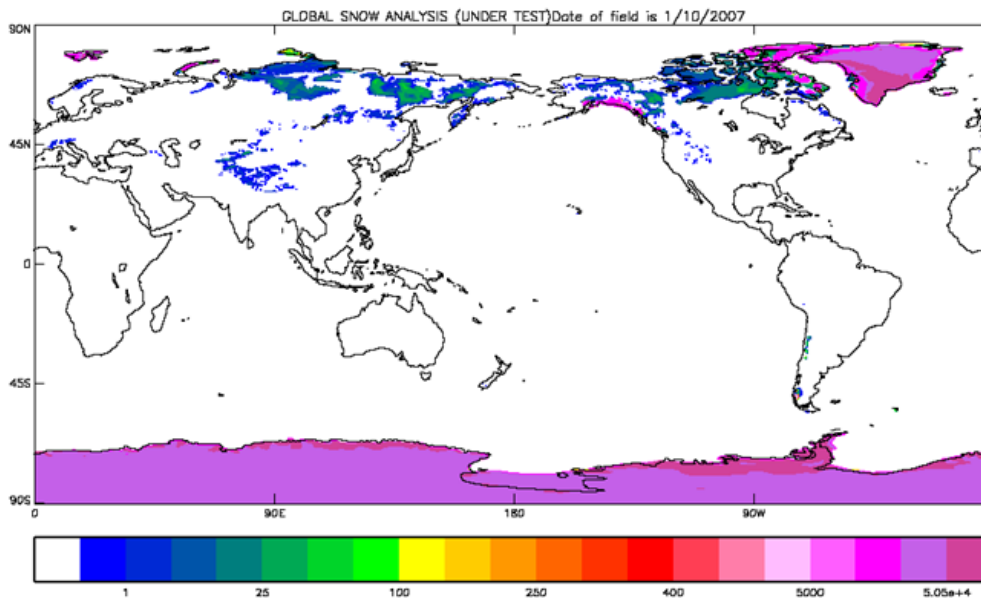 GLOBAL SNOW ANALYSIS (UNDER TEST)Date of field is 1/10/2007
90N
45N
0
45S
90S
0 90E 180 90W
1 25 100 250 400 5000 5.05e+4